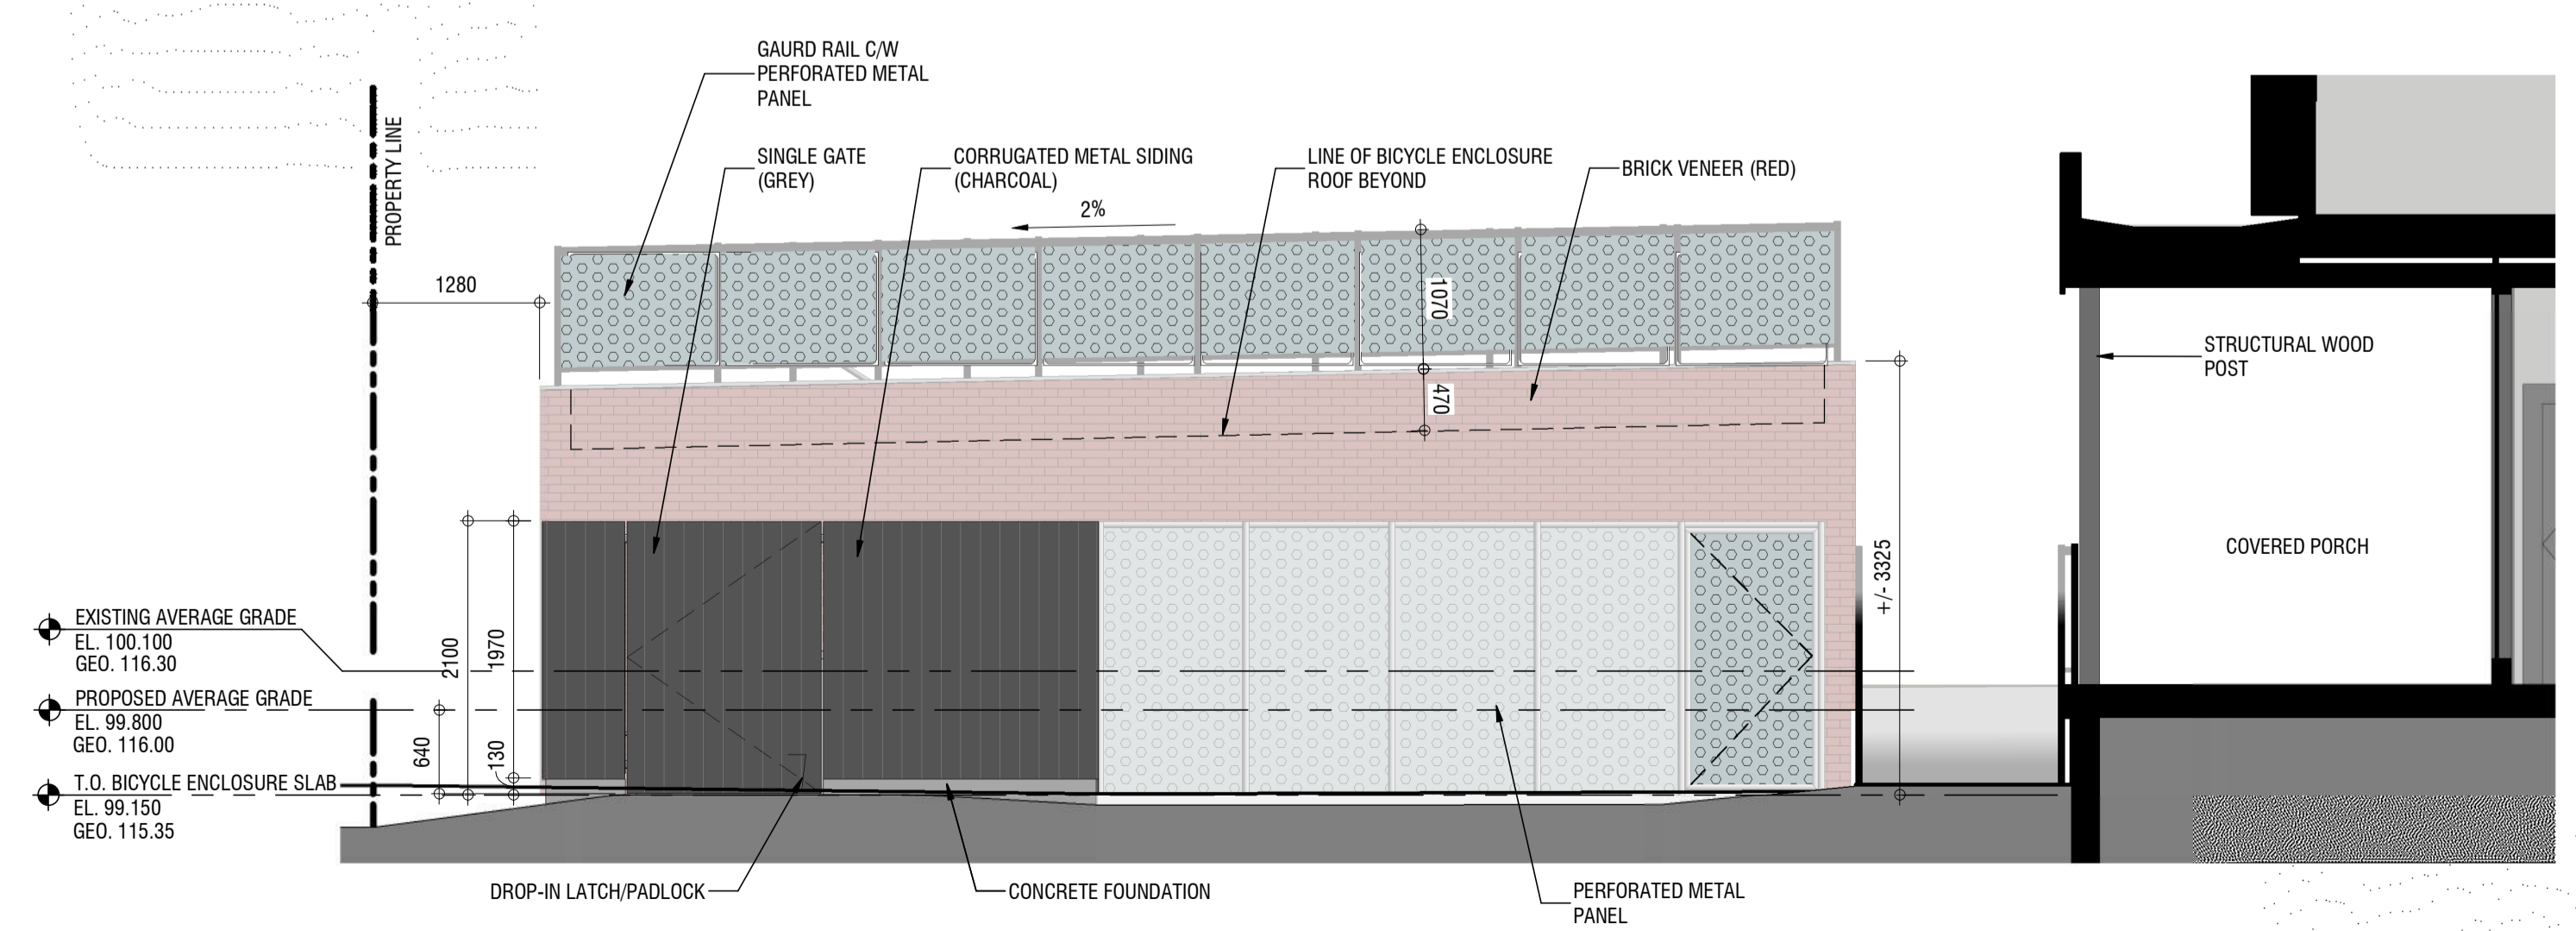 GAURD RAIL C/W
PERFORATED METAL
PANEL
PROPERTY LINE
SINGLE GATE
(GREY)
CORRUGATED METAL SIDING
(CHARCOAL)
LINE OF BICYCLE ENCLOSURE
ROOF BEYOND
BRICK VENEER (RED)
2%
1280
1070
470
STRUCTURAL WOOD
POST
COVERED PORCH
+/- 3325
EXISTING AVERAGE GRADE
EL. 100.100
GEO. 116.30
2100
1970
PROPOSED AVERAGE GRADE
EL. 99.800
GEO. 116.00
640
130
T.O. BICYCLE ENCLOSURE SLAB
EL. 99.150
GEO. 115.35
DROP-IN LATCH/PADLOCK
CONCRETE FOUNDATION
PERFORATED METAL
PANEL